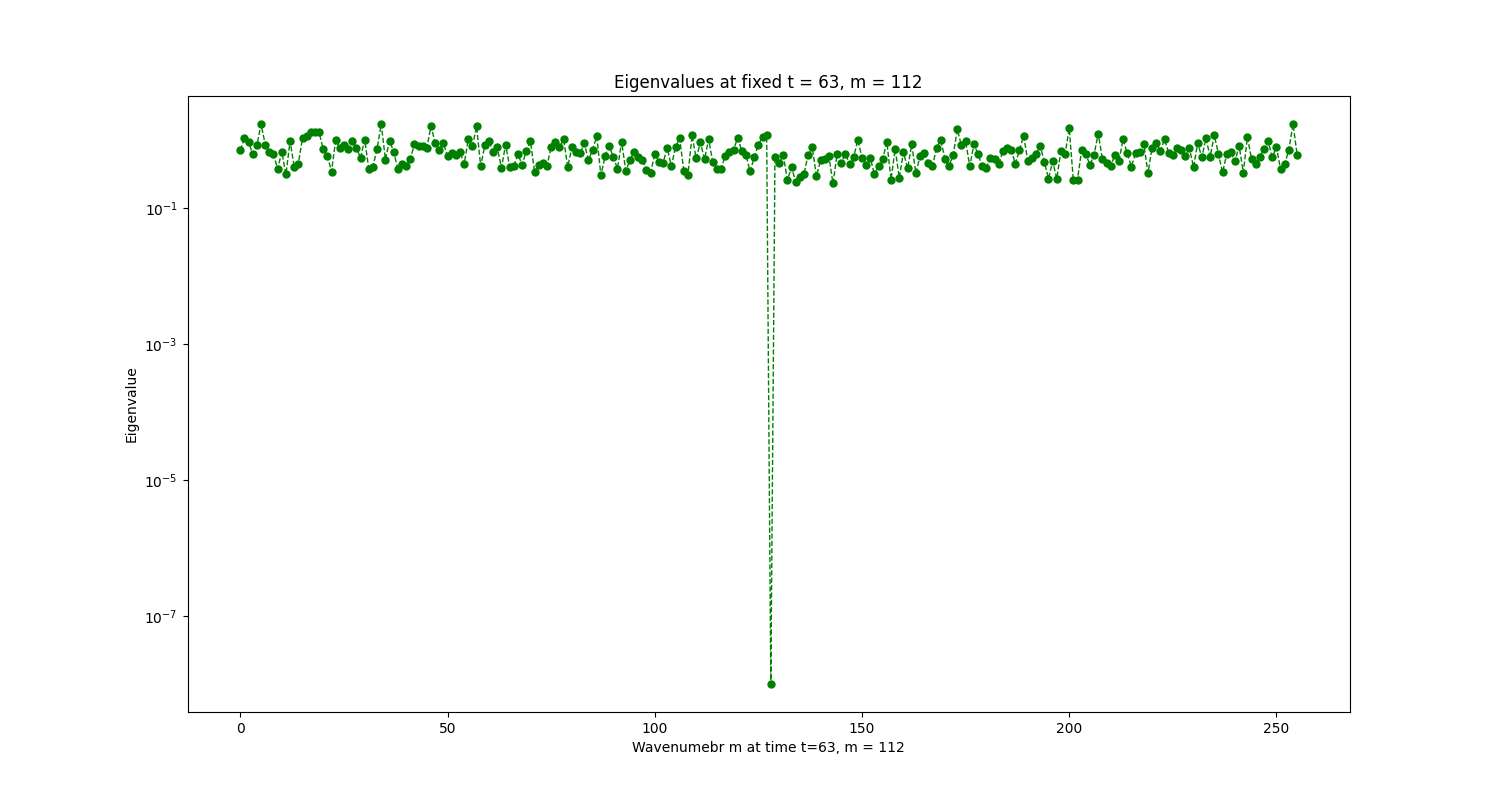 Eigenvalues at fixed t = 63, m = 112
10⁻¹
10⁻³
10⁻⁵
10⁻⁷
Eigenvalue
0 50 100 150 200 250
Wavenumebr m at time t=63, m = 112